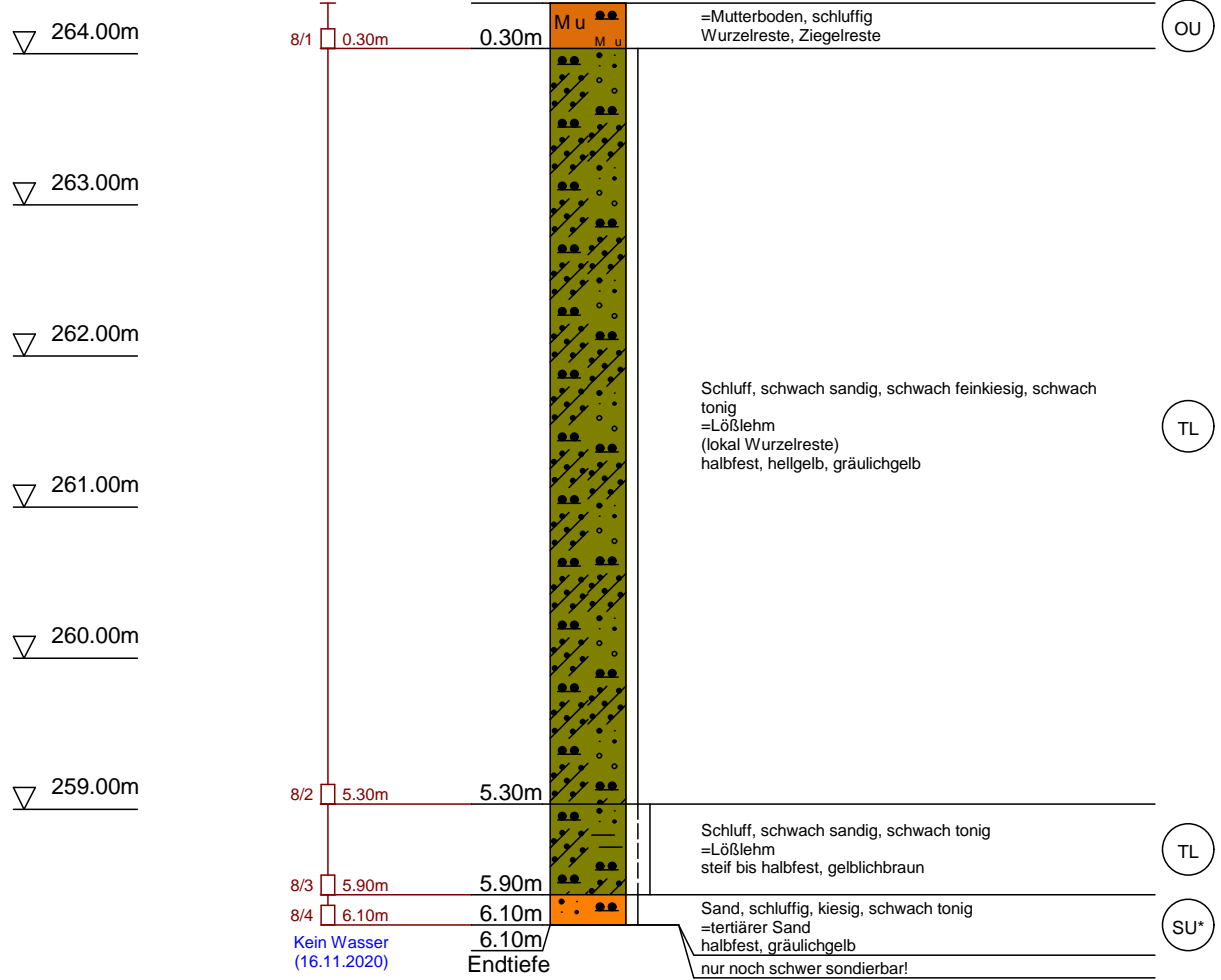 264.00m
8/1 0.30m
0.30m
Mu
Mu
=Mutterboden, schluffig
Wurzelreste, Ziegelreste
OU
263.00m
262.00m
Schluff, schwach sandig, schwach feinkiesig, schwach
tonig
=Lößlehm
(lokal Wurzelreste)
halbfest, hellgelb, gräulichgelb
TL
261.00m
260.00m
259.00m
8/2 5.30m
5.30m
Schluff, schwach sandig, schwach tonig
=Lößlehm
steif bis halbfest, gelblichbraun
TL
8/3 5.90m
5.90m
8/4 6.10m
6.10m
Sand, schluffig, kiesig, schwach tonig
=tertiärer Sand
halbfest, gräulichgelb
SU*
Kein Wasser
(16.11.2020)
6.10m
Endtiefe
nur noch schwer sondierbar!